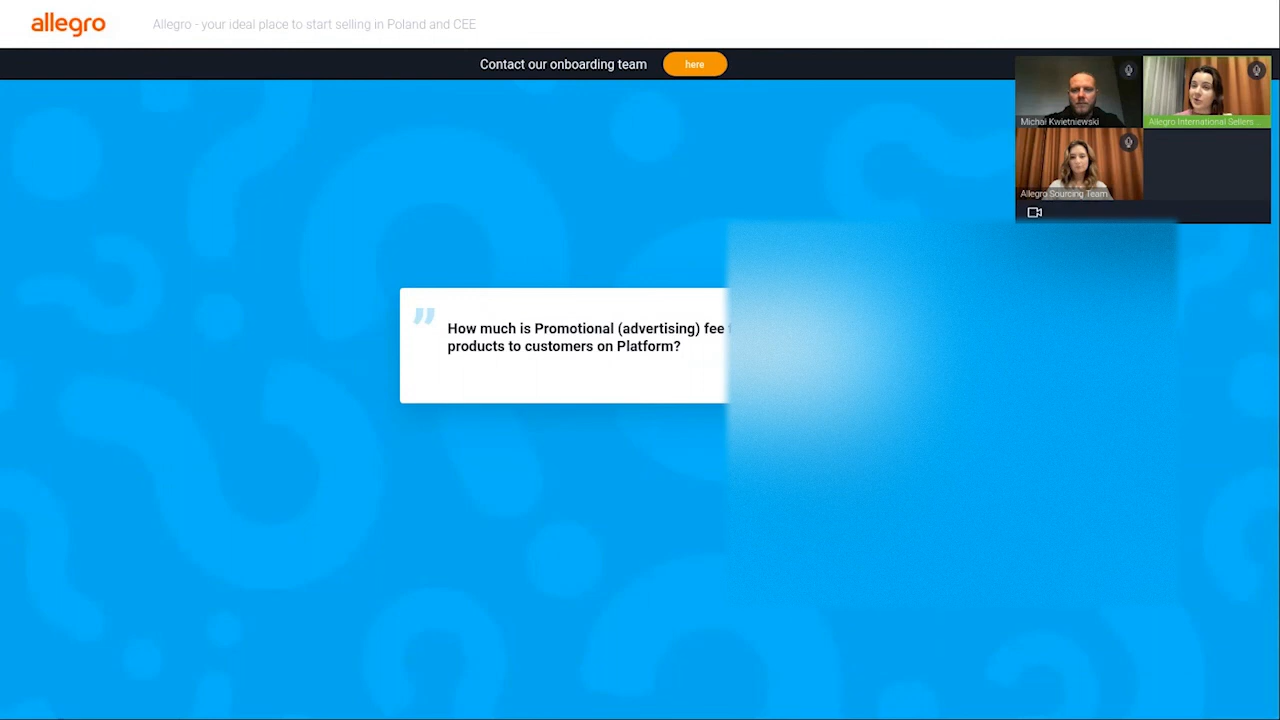 allegro
Allegro - your ideal place to start selling in Poland and CEE
Contact our onboarding team
here
Michał Kwietniewski
Allegro International Sellers ...
Allegro Sourcing Team
How much is Promotional (advertising) fee
products to customers on Platform?